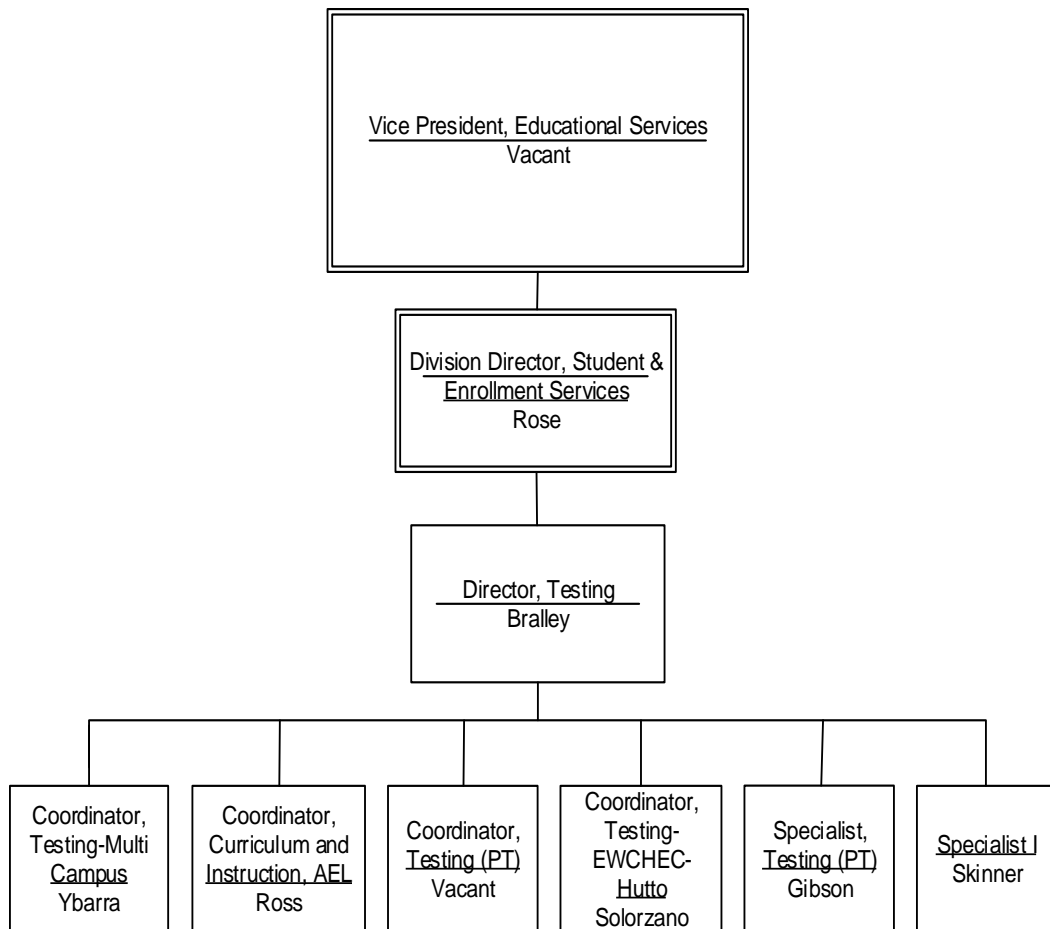 Vice President, Educational Services
Vacant
Division Director, Student &
Enrollment Services
Rose
Director, Testing
Bralley
Coordinator,
Testing-Multi
Campus
Ybarra
Coordinator,
Curriculum and
Instruction, AEL
Ross
Coordinator,
Testing (PT)
Vacant
Coordinator,
Testing-
EWCHEC-
Hutto
Solorzano
Specialist,
Testing (PT)
Gibson
Specialist I
Skinner